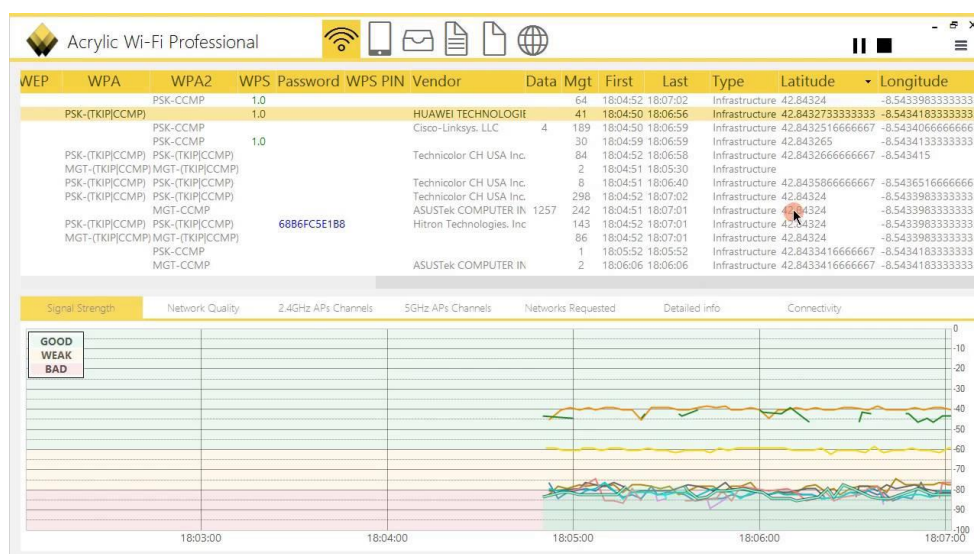 Acrylic Wi-Fi Professional
WEP WPA WPA2 WPS Password WPS PIN Vendor Data Mgt First Last Type Latitude Longitude
PSK-CCMP 1.0 64 18:04:52 18:07:02 Infrastructure 42.84324 -8.5433983333333
PSK-(TKIP|CCMP) 1.0 HUAWEI TECHNOLOGIE 41 18:04:50 18:06:56 Infrastructure 42.8432733333333 -8.5434183333333
PSK-CCMP Cisco-Linksys. LLC 4 189 18:04:50 18:06:59 Infrastructure 42.8432516666667 -8.5434066666666
PSK-CCMP 1.0 30 18:04:59 18:06:59 Infrastructure 42.843265 -8.5434133333333
PSK-(TKIP|CCMP) PSK-(TKIP|CCMP) Technicolor CH USA Inc. 84 18:04:52 18:06:58 Infrastructure 42.8432666666667 -8.543415
MGT-(TKIP|CCMP) MGT-(TKIP|CCMP) 2 18:04:51 18:05:30 Infrastructure
PSK-(TKIP|CCMP) PSK-(TKIP|CCMP) Technicolor CH USA Inc. 8 18:04:51 18:06:40 Infrastructure 42.8435866666667 -8.5436516666666
PSK-(TKIP|CCMP) PSK-(TKIP|CCMP) Technicolor CH USA Inc. 298 18:04:52 18:07:02 Infrastructure 42.84324 -8.5433983333333
MGT-CCMP ASUSTek COMPUTER IN 1257 242 18:04:51 18:07:01 Infrastructure -8.5433983333333
PSK-(TKIP|CCMP) PSK-(TKIP|CCMP) 68B6FC5E1B8 Hitron Technologies. Inc 143 18:04:52 18:07:01 Infrastructure 42.84324 -8.5433983333333
MGT-(TKIP|CCMP) MGT-(TKIP|CCMP) 86 18:04:52 18:07:01 Infrastructure 42.84324 -8.5433983333333
PSK-CCMP 1 18:05:52 18:05:52 Infrastructure 42.8433416666667 -8.5434183333333
MGT-CCMP ASUSTek COMPUTER IN 2 18:06:06 18:06:06 Infrastructure 42.8433416666667 -8.5434183333333
Signal Strength Network Quality 2.4GHz APs Channels 5GHz APs Channels Networks Requested Detailed info Connectivity
GOOD
WEAK
BAD
0
-10
-20
-30
-40
-50
-60
-70
-80
-90
-100
18:03:00 18:04:00 18:05:00 18:06:00 18:07:00